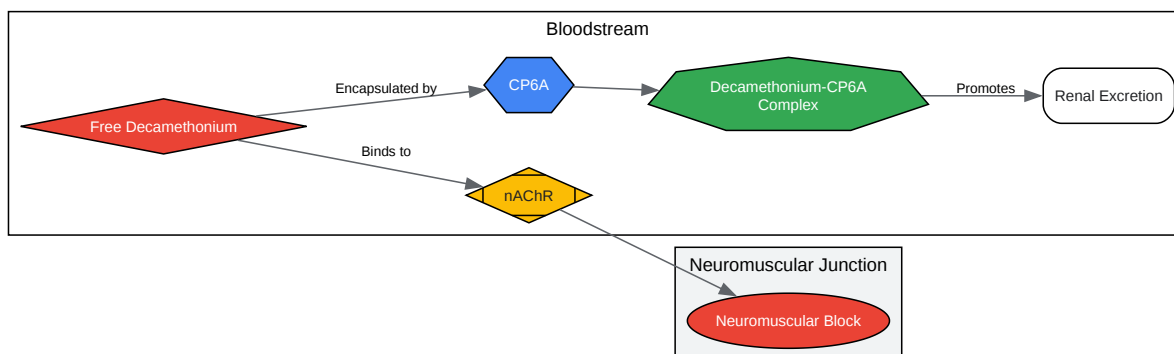 Bloodstream
Encapsulated by
CP6A
Decamethonium-CP6A
Complex
Promotes
Renal Excretion
Free Decamethonium
Binds to
nAChR
Neuromuscular Junction
Neuromuscular Block